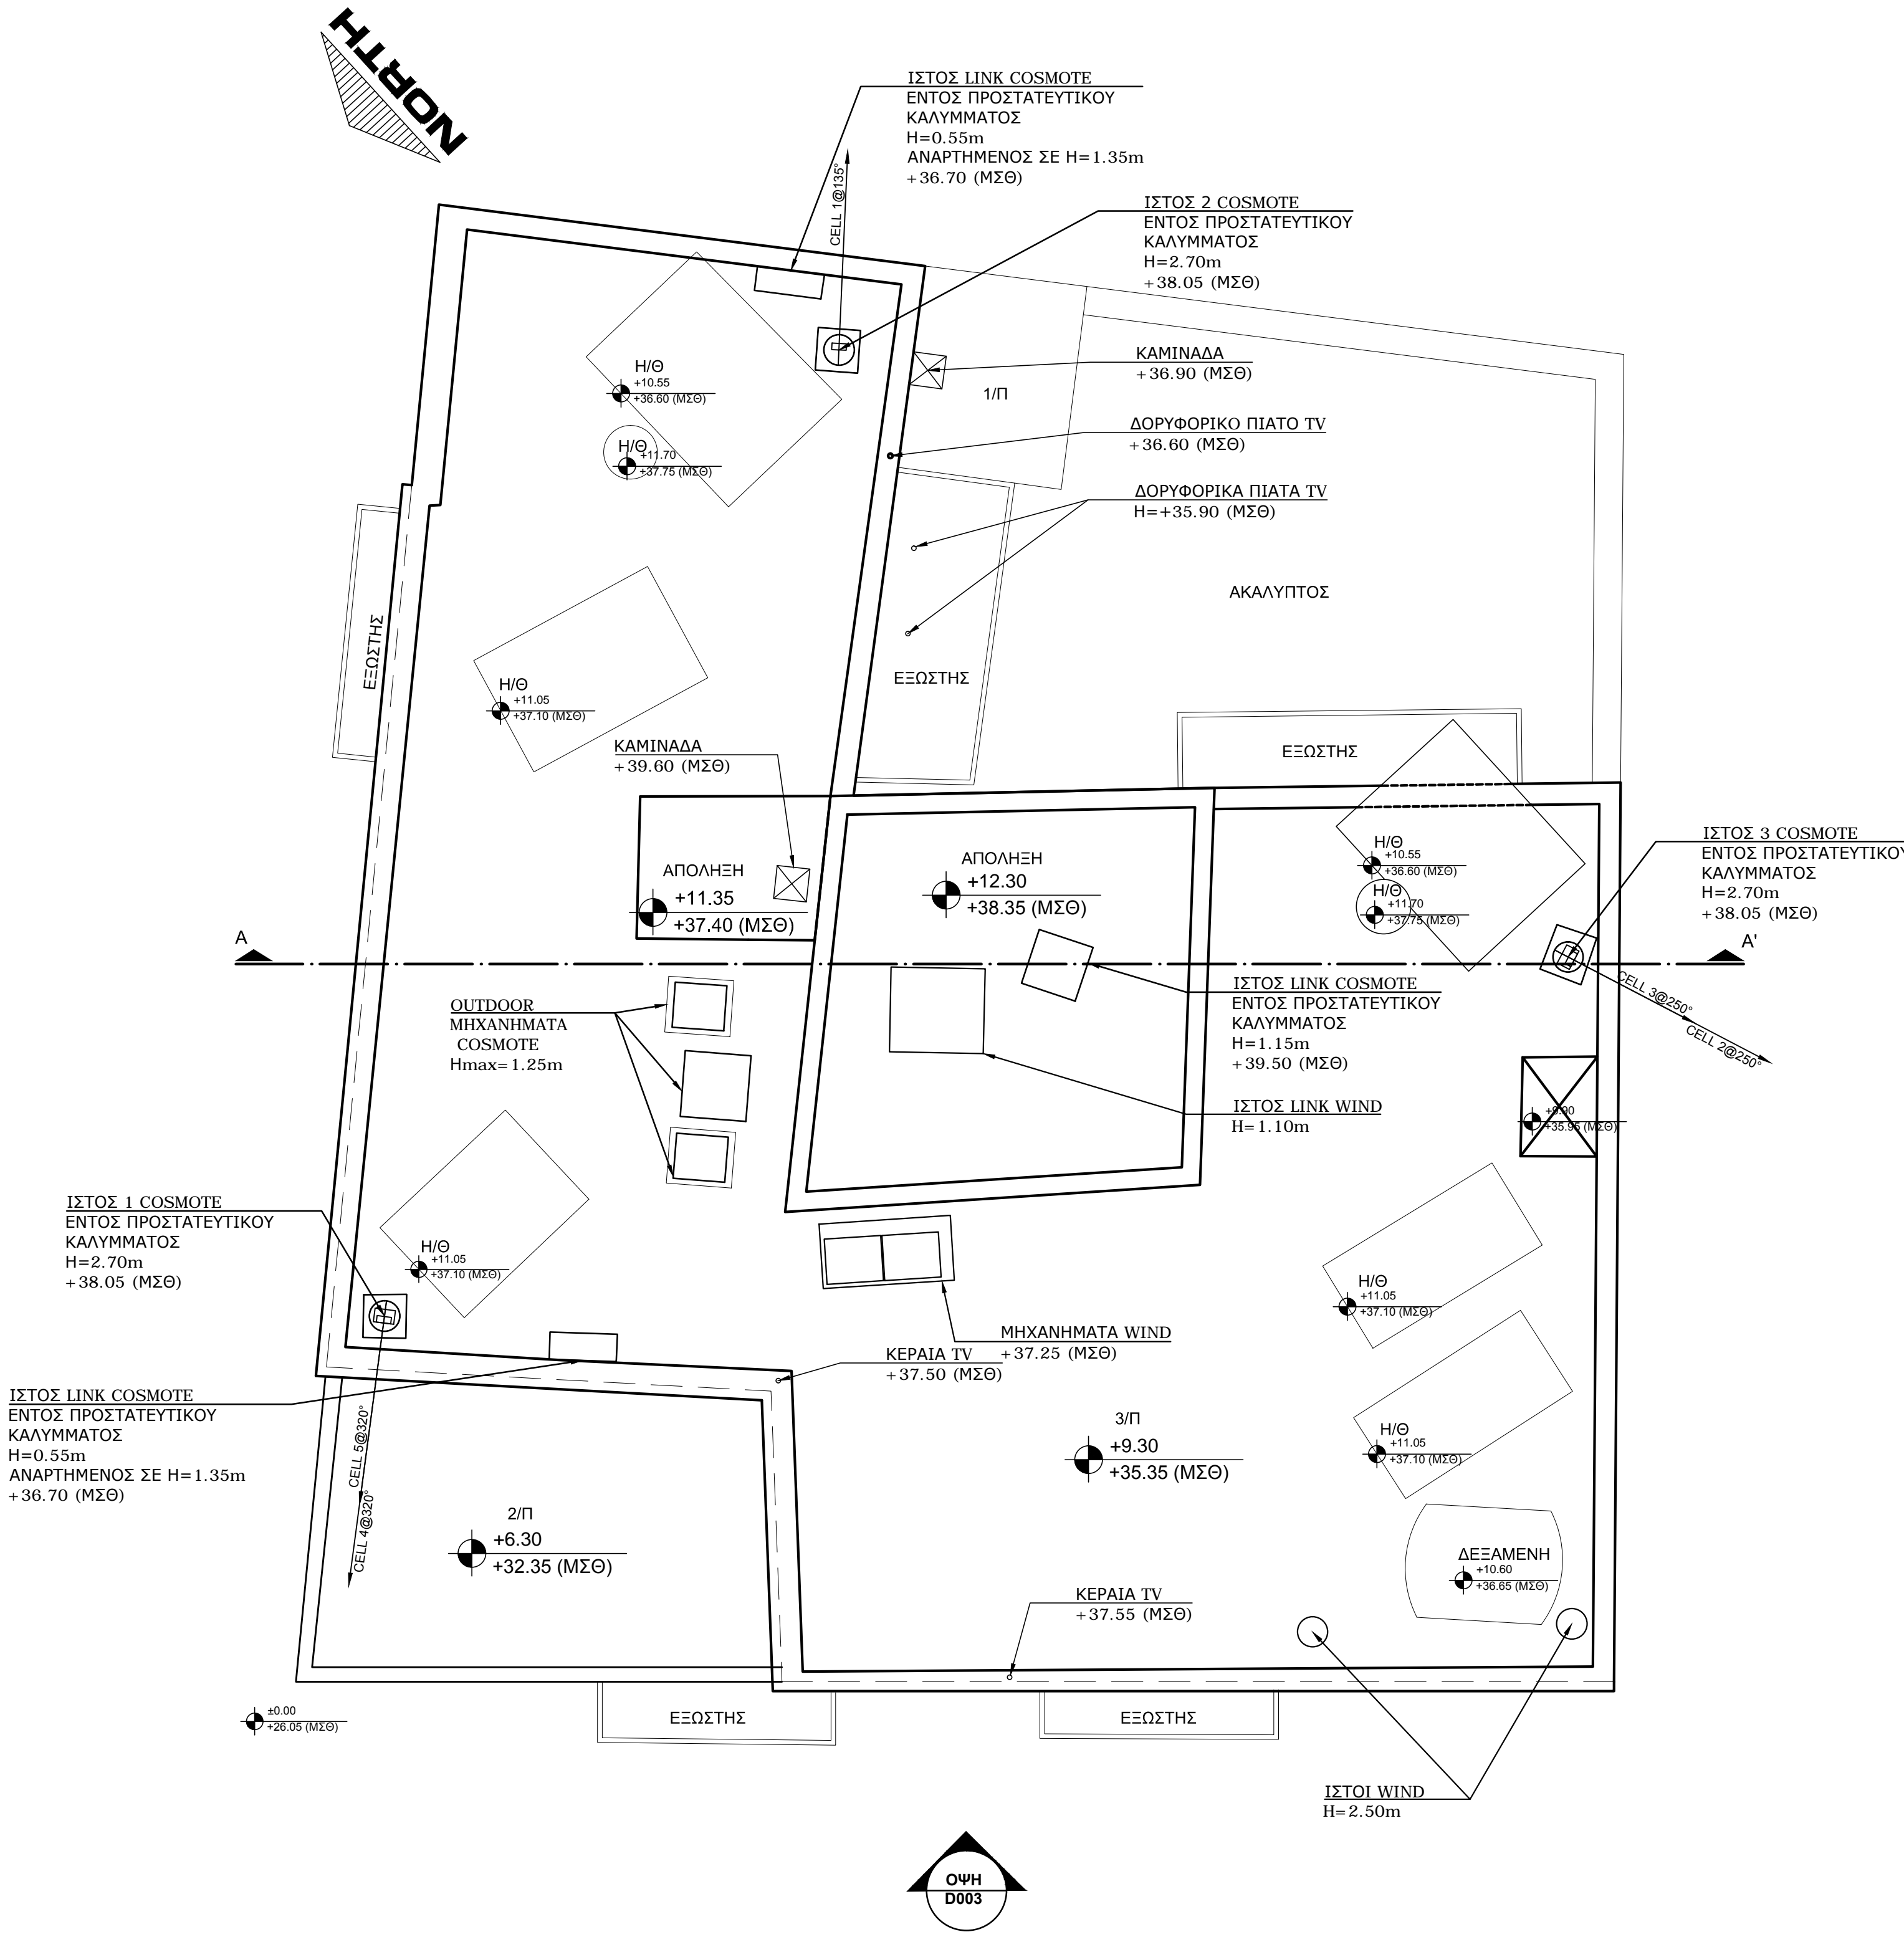 NORTH
ΙΣΤΟΣ LINK COSMOTE
ΕΝΤΟΣ ΠΡΟΣΤΑΤΕΥΤΙΚΟΥ
ΚΑΛΥΜΜΑΤΟΣ
H=0.55m
ΑΝΑΡΤΗΜΕΝΟΣ ΣΕ H=1.35m
+36.70 (ΜΣΘ)
CELL 1@135°
ΙΣΤΟΣ 2 COSMOTE
ΕΝΤΟΣ ΠΡΟΣΤΑΤΕΥΤΙΚΟΥ
ΚΑΛΥΜΜΑΤΟΣ
H=2.70m
+38.05 (ΜΣΘ)
ΚΑΜΙΝΑΔΑ
+36.90 (ΜΣΘ)
Η/Θ
+10.55
+36.60 (ΜΣΘ)
1/Π
ΔΟΡΥΦΟΡΙΚΟ ΠΙΑΤΟ TV
+36.60 (ΜΣΘ)
Η/Θ
+11.70
+37.75 (ΜΣΘ)
ΔΟΡΥΦΟΡΙΚΑ ΠΙΑΤΑ TV
H=+35.90 (ΜΣΘ)
ΑΚΑΛΥΠΤΟΣ
ΕΞΩΣΤΗΣ
ΕΞΩΣΤΗΣ
Η/Θ
+11.05
+37.10 (ΜΣΘ)
ΚΑΜΙΝΑΔΑ
+39.60 (ΜΣΘ)
ΕΞΩΣΤΗΣ
ΑΠΟΛΗΞΗ
+11.35
+37.40 (ΜΣΘ)
ΑΠΟΛΗΞΗ
+12.30
+38.35 (ΜΣΘ)
Η/Θ
+10.55
+36.60 (ΜΣΘ)
Η/Θ
+11.70
+37.75 (ΜΣΘ)
ΙΣΤΟΣ 3 COSMOTE
ΕΝΤΟΣ ΠΡΟΣΤΑΤΕΥΤΙΚΟΥ
ΚΑΛΥΜΜΑΤΟΣ
H=2.70m
+38.05 (ΜΣΘ)
A
A'
CELL 3@250°
CELL 2@250°
OUTDOOR
ΜΗΧΑΝΗΜΑΤΑ
COSMOTE
Hmax=1.25m
ΙΣΤΟΣ LINK COSMOTE
ΕΝΤΟΣ ΠΡΟΣΤΑΤΕΥΤΙΚΟΥ
ΚΑΛΥΜΜΑΤΟΣ
H=1.15m
+39.50 (ΜΣΘ)
ΙΣΤΟΣ LINK WIND
H=1.10m
+9.90
+35.95 (ΜΣΘ)
ΙΣΤΟΣ 1 COSMOTE
ΕΝΤΟΣ ΠΡΟΣΤΑΤΕΥΤΙΚΟΥ
ΚΑΛΥΜΜΑΤΟΣ
H=2.70m
+38.05 (ΜΣΘ)
Η/Θ
+11.05
+37.10 (ΜΣΘ)
Η/Θ
+11.05
+37.10 (ΜΣΘ)
ΜΗΧΑΝΗΜΑΤΑ WIND
+37.25 (ΜΣΘ)
ΚΕΡΑΙΑ TV
+37.50 (ΜΣΘ)
ΙΣΤΟΣ LINK COSMOTE
ΕΝΤΟΣ ΠΡΟΣΤΑΤΕΥΤΙΚΟΥ
ΚΑΛΥΜΜΑΤΟΣ
H=0.55m
ΑΝΑΡΤΗΜΕΝΟΣ ΣΕ H=1.35m
+36.70 (ΜΣΘ)
CELL 5@320°
CELL 4@320°
3/Π
+9.30
+35.35 (ΜΣΘ)
Η/Θ
+11.05
+37.10 (ΜΣΘ)
2/Π
+6.30
+32.35 (ΜΣΘ)
ΔΕΞΑΜΕΝΗ
+10.60
+36.65 (ΜΣΘ)
ΚΕΡΑΙΑ TV
+37.55 (ΜΣΘ)
±0.00
+26.05 (ΜΣΘ)
ΕΞΩΣΤΗΣ
ΕΞΩΣΤΗΣ
ΙΣΤΟΙ WIND
H=2.50m
ΟΨΗ
D003